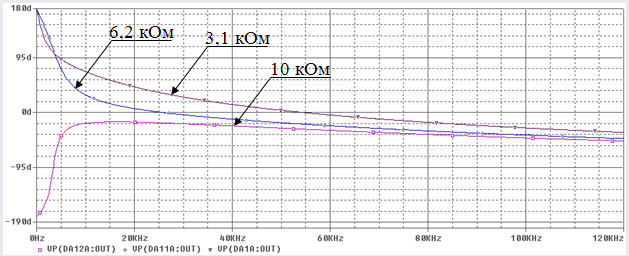 180d
6,2 кОм
3,1 кОм
95d
10 кОм
0d
-95d
-190d
0Hz 20KHz 40KHz 60KHz 80KHz 100KHz 120KHz
VP(DA12A:OUT) VP(DA11A:OUT) VP(DA1A:OUT)